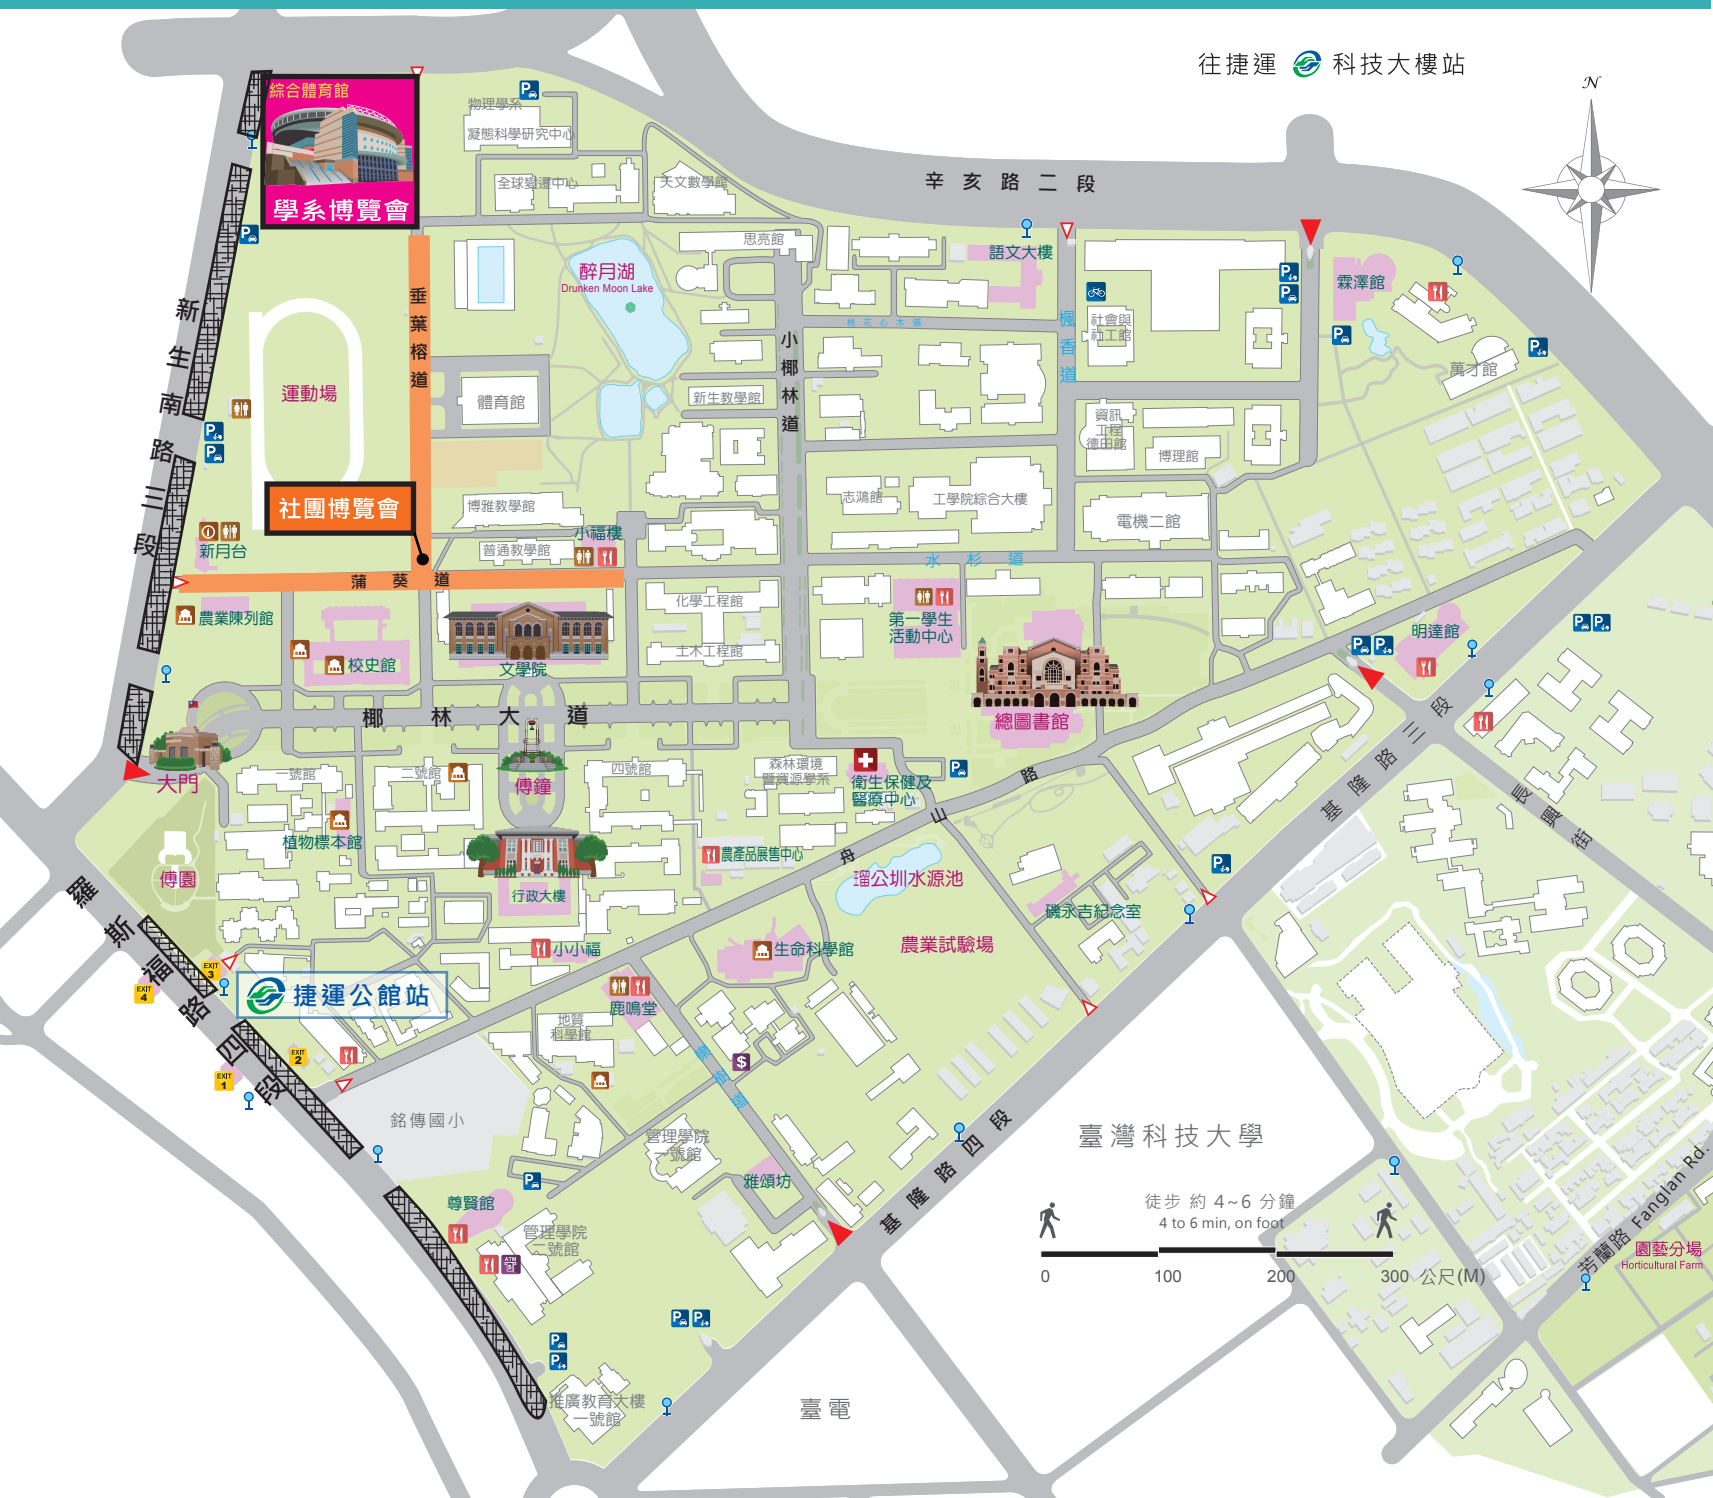 往捷運 科技大樓站
N
綜合體育館
學系博覽會
物理學系
凝態科學研究中心
全球變遷中心
天文數學館
辛亥路二段
思亮館
語文大樓
霖澤館
醉月湖
Drunken Moon Lake
垂葉榕道
新生南路三段
桃花心木道
楓香道
社會與
社工館
小椰林道
萬才館
運動場
體育館
新生教學館
資訊
工程
德田館
博理館
社團博覽會
博雅教學館
志鴻館
工學院綜合大樓
電機二館
新月台
普通教學館
小福樓
水杉道
蒲葵道
農業陳列館
化學工程館
第一學生
活動中心
明達館
校史館
文學院
土木工程館
總圖書館
椰林大道
大門
一號館
二號館
傅鐘
四號館
森林環境
暨資源學系
衛生保健及
醫療中心
舟山路
基隆路三段
長興街
植物標本館
農產品展售中心
傅園
行政大樓
瑠公圳水源池
磯永吉紀念室
羅斯福路四段
小小福
生命科學館
農業試驗場
EXIT
3
EXIT
4
捷運公館站
鹿鳴堂
地質
科學館
EXIT
2
EXIT
1
$
銘傳國小
管理學院
一號館
臺灣科技大學
基隆路四段
雅頌坊
尊賢館
管理學院
二號館
ATM
徒步 約 4~6 分鐘
4 to 6 min, on foot
0 100 200 300 公尺(M)
芳蘭路 Fanglan Rd.
園藝分場
Horticultural Farm
推廣教育大樓
一號館
臺電